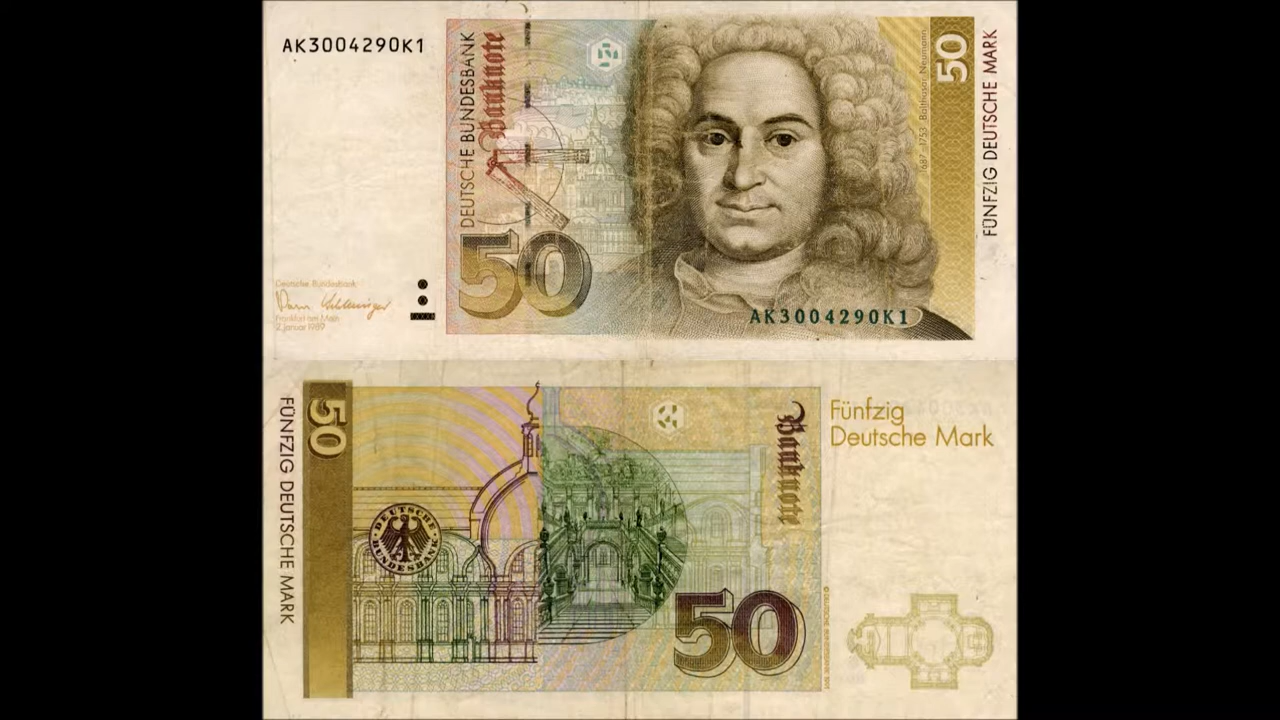 AK3004290K1
DEUTSCHE BUNDESBANK
Banknote
50
Deutsche Bundesbank
Frankfurt am Main
2. Januar 1989
1687-1753 Balthasar Neumann
50
FÜNFZIG DEUTSCHE MARK
AK3004290K1
FÜNFZIG DEUTSCHE MARK
50
DEUTSCHE BUNDESBANK
Banknote
50
Fünfzig
Deutsche Mark